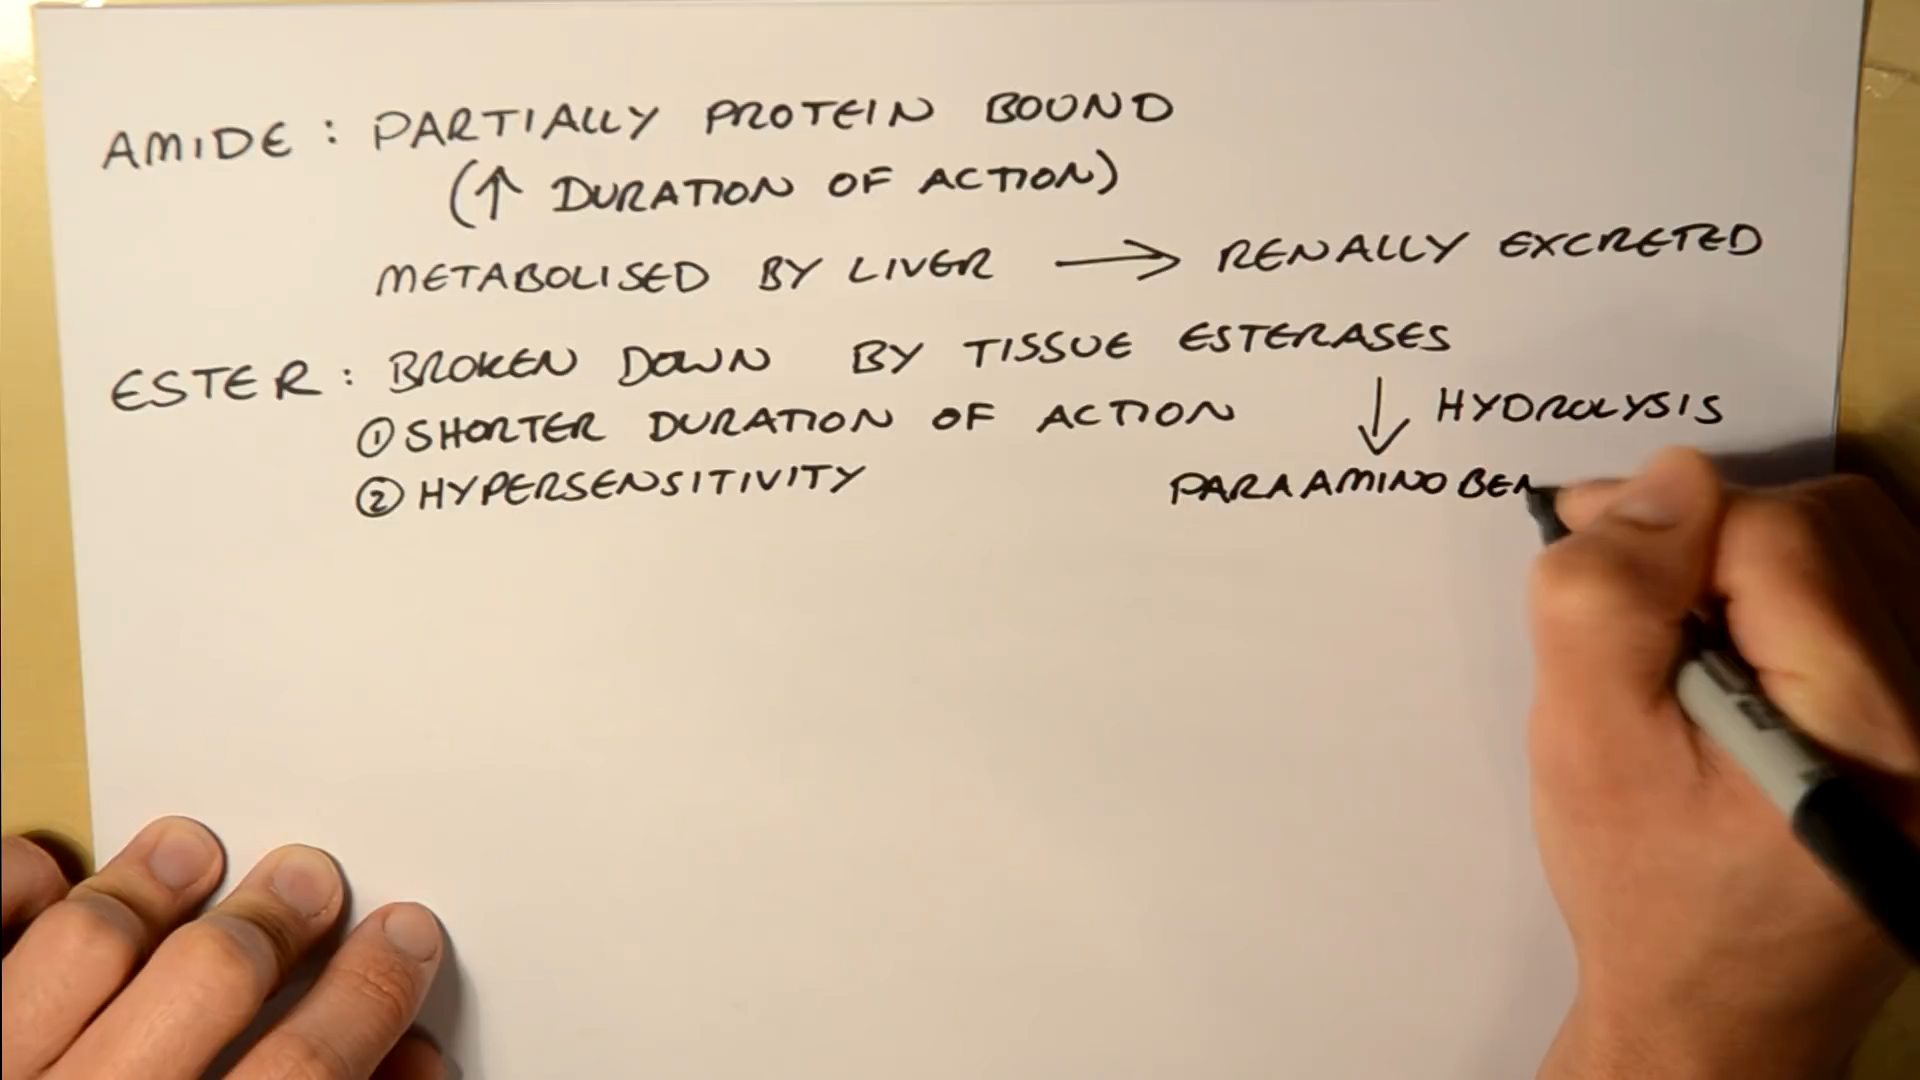 AMIDE : PARTIALLY PROTEIN BOUND
(↑ DURATION OF ACTION)
METABOLISED BY LIVER → RENALLY EXCRETED
ESTER : BROKEN DOWN BY TISSUE ESTERASES
↓ HYDROLYSIS
① SHORTER DURATION OF ACTION
② HYPERSENSITIVITY
PARAAMINOBEN